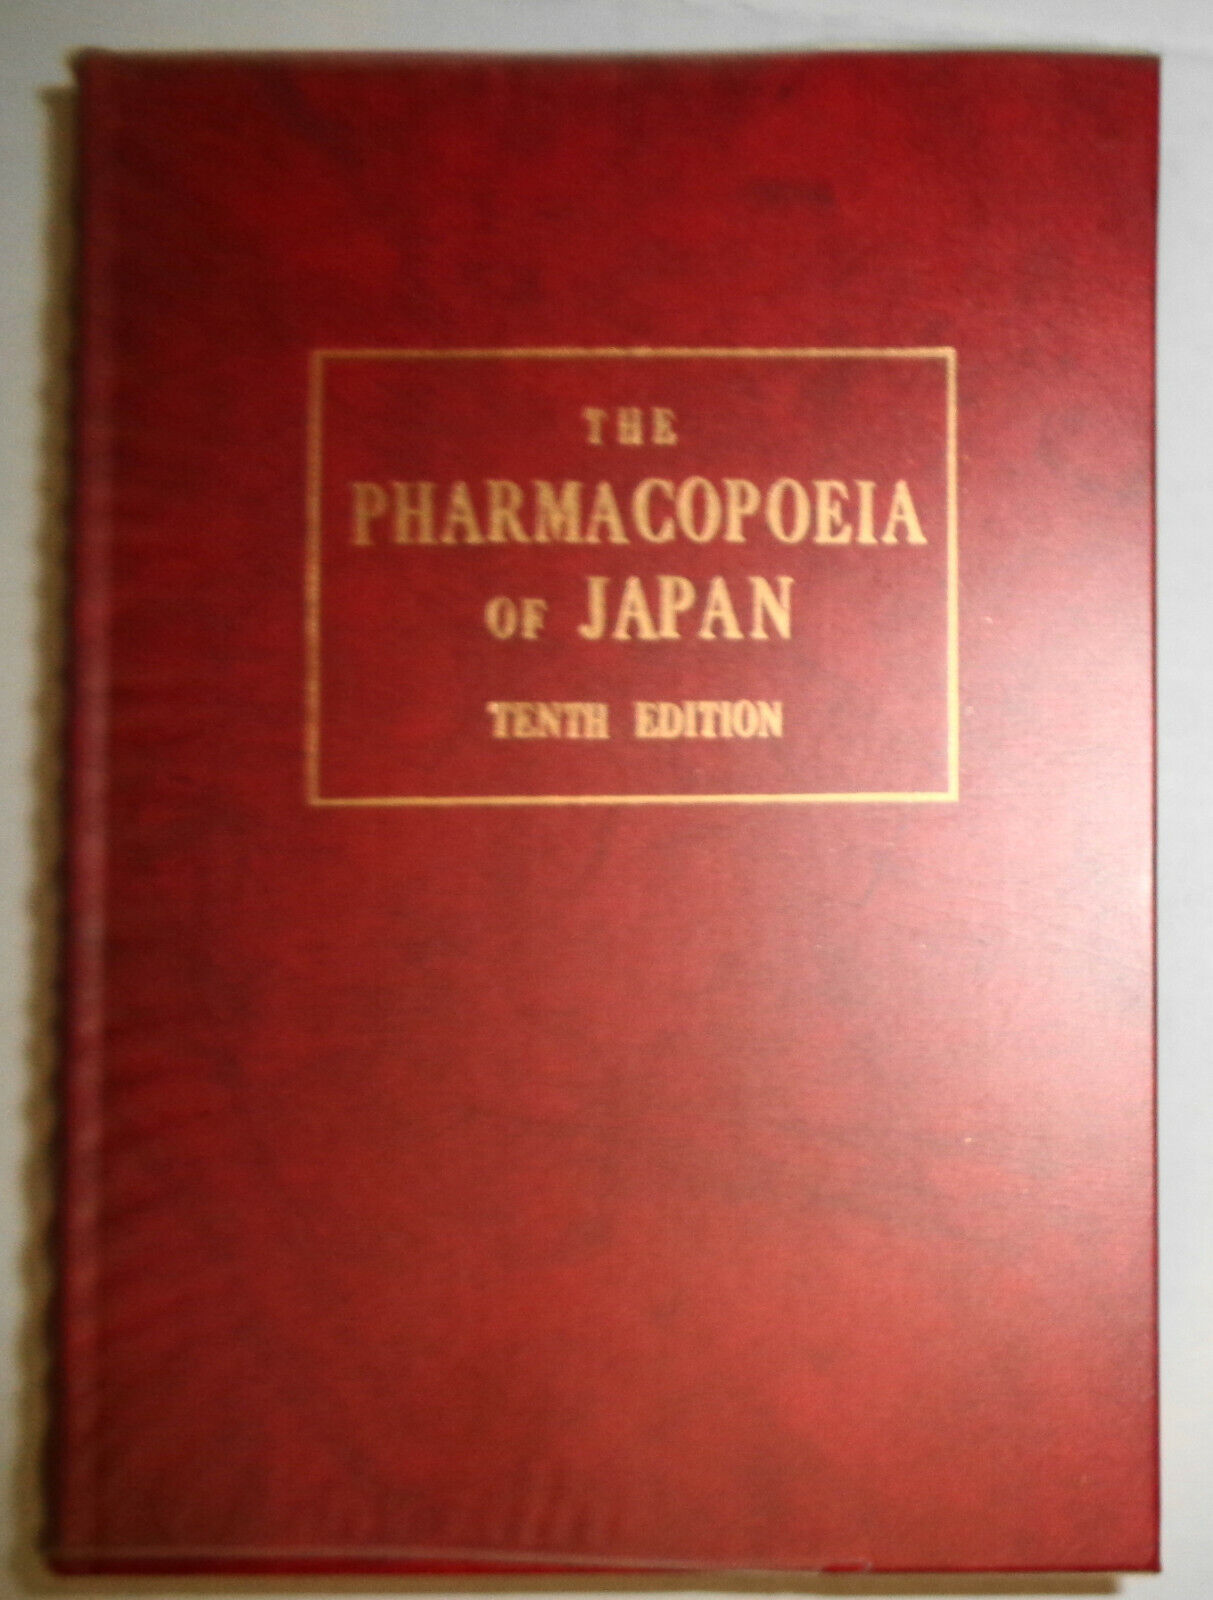 THE
PHARMACOPOEIA
OF JAPAN
TENTH EDITION